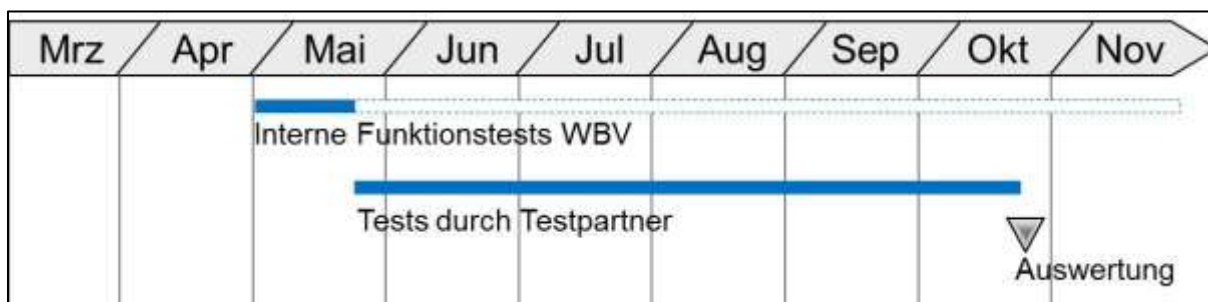 Mrz Apr Mai Jun Jul Aug Sep Okt Nov
Interne Funktionstests WBV
Tests durch Testpartner
Auswertung